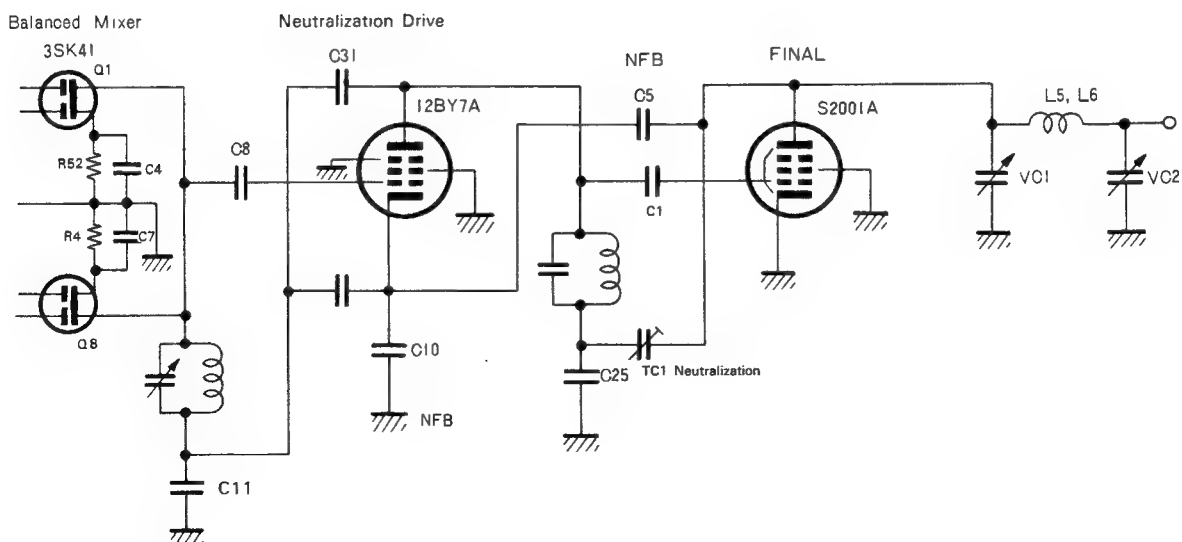 Balanced Mixer
Neutralization Drive
3SK41
Q1
C31
NFB
FINAL
C5
12BY7A
S2001A
L5, L6
R52
C4
C8
C1
VC1
VC2
R4
C7
Q8
C10
C25
TC1 Neutralization
NFB
C11